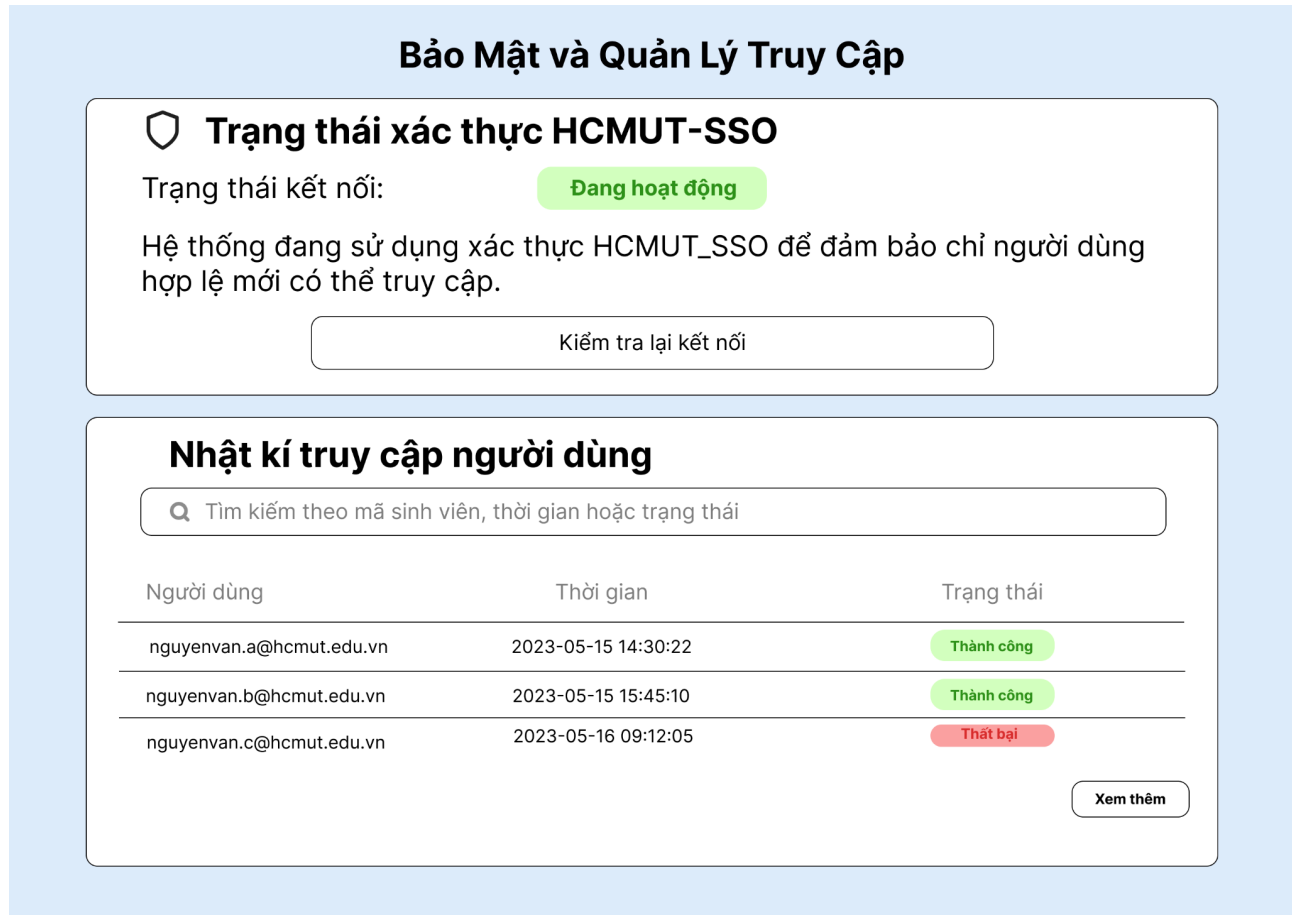 Bảo Mật và Quản Lý Truy Cập
Trạng thái xác thực HCMUT-SSO
Trạng thái kết nối: Đang hoạt động
Hệ thống đang sử dụng xác thực HCMUT_SSO để đảm bảo chỉ người dùng
hợp lệ mới có thể truy cập.
Kiểm tra lại kết nối
Nhật kí truy cập người dùng
Tìm kiếm theo mã sinh viên, thời gian hoặc trạng thái
Người dùng Thời gian Trạng thái
nguyenvan.a@hcmut.edu.vn 2023-05-15 14:30:22 Thành công
nguyenvan.b@hcmut.edu.vn 2023-05-15 15:45:10 Thành công
nguyenvan.c@hcmut.edu.vn 2023-05-16 09:12:05 Thất bại
Xem thêm